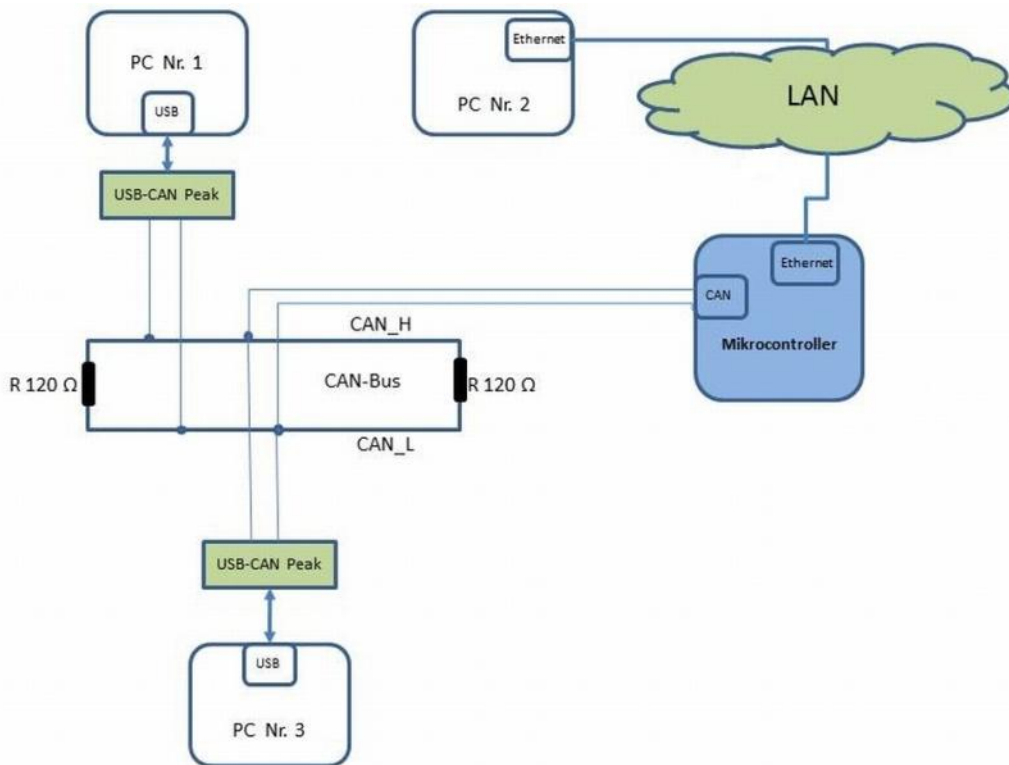 PC Nr. 1
USB
USB-CAN Peak
Ethernet
PC Nr. 2
LAN
Ethernet
CAN
Mikrocontroller
CAN_H
R 120 Ω
CAN-Bus
R 120 Ω
CAN_L
USB-CAN Peak
USB
PC Nr. 3